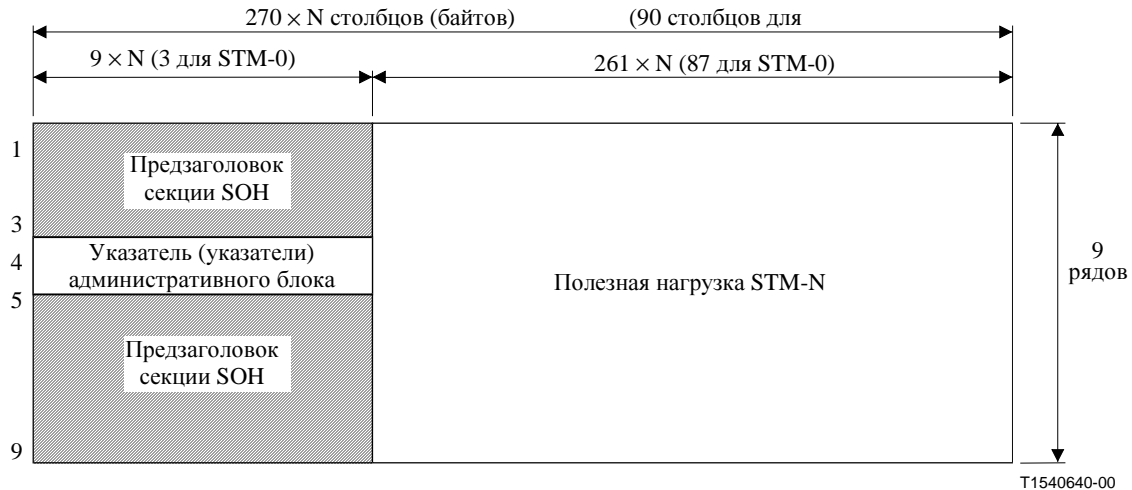 270 × N столбцов (байтов) (90 столбцов для
9 × N (3 для STM-0)
261 × N (87 для STM-0)
1
Предзаголовок
секции SOH
3
4
Указатель (указатели)
административного блока
5
Предзаголовок
секции SOH
9
Полезная нагрузка STM-N
9
рядов
T1540640-00